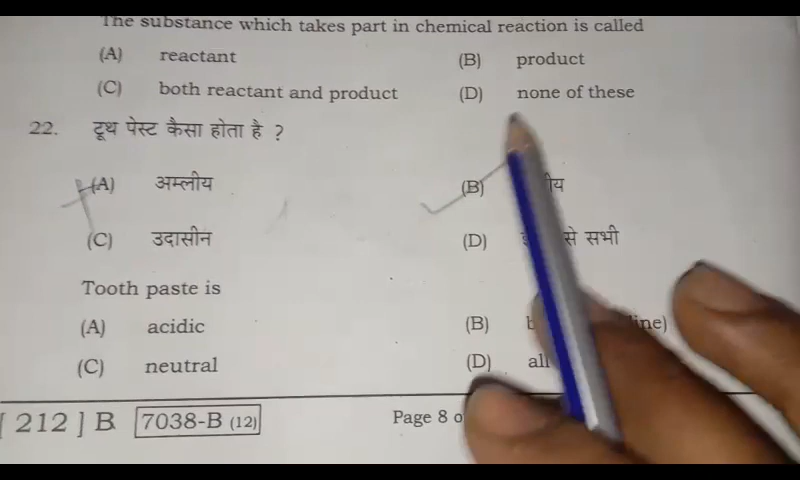 The substance which takes part in chemical reaction is called
(A) reactant (B) product
(C) both reactant and product (D) none of these
22. टूथ पेस्ट कैसा होता है ?
(A) अम्लीय (B)
(C) उदासीन (D) से सभी
Tooth paste is
(A) acidic (B)
(C) neutral (D) all
[ 212 ] B 7038-B (12) Page 8